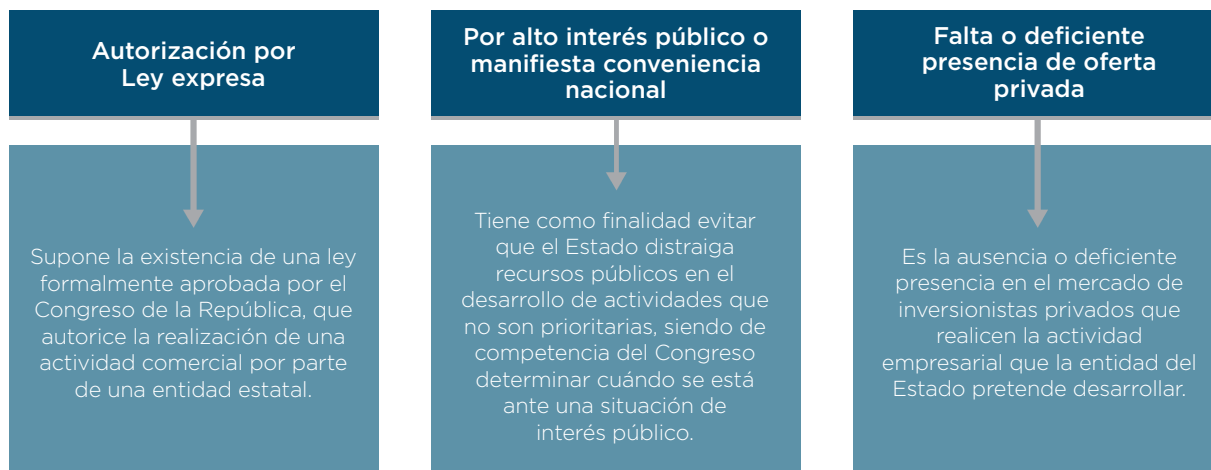 Autorización por
Ley expresa
Supone la existencia de una ley
formalmente aprobada por el
Congreso de la República, que
autorice la realización de una
actividad comercial por parte
de una entidad estatal.
Por alto interés público o
manifiesta conveniencia
nacional
Tiene como finalidad evitar
que el Estado distraiga
recursos públicos en el
desarrollo de actividades que
no son prioritarias, siendo de
competencia del Congreso
determinar cuándo se está
ante una situación de
interés público.
Falta o deficiente
presencia de oferta
privada
Es la ausencia o deficiente
presencia en el mercado de
inversionistas privados que
realicen la actividad
empresarial que la entidad del
Estado pretende desarrollar.